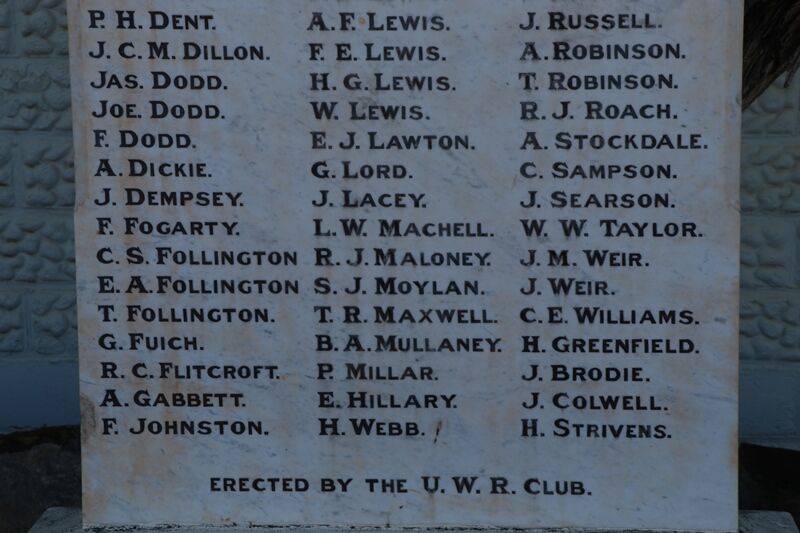 P. H. DENT.
J. C. M. DILLON.
JAS. DODD.
JOE. DODD.
F. DODD.
A. DICKIE.
J. DEMPSEY.
F. FOGARTY.
C. S. FOLLINGTON
E. A. FOLLINGTON
T. FOLLINGTON.
G. FUICH.
R. C. FLITCROFT.
A. GABBETT.
F. JOHNSTON.
A. F. LEWIS.
F. E. LEWIS.
H. G. LEWIS.
W. LEWIS.
E. J. LAWTON.
G. LORD.
J. LACEY.
L. W. MACHELL.
R. J. MALONEY.
S. J. MOYLAN.
T. R. MAXWELL.
B. A. MULLANEY.
P. MILLAR.
E. HILLARY.
H. WEBB.
J. RUSSELL.
A. ROBINSON.
T. ROBINSON.
R. J. ROACH.
A. STOCKDALE.
C. SAMPSON.
J. SEARSON.
W. W. TAYLOR.
J. M. WEIR.
J. WEIR.
C. E. WILLIAMS.
H. GREENFIELD.
J. BRODIE.
J. COLWELL.
H. STRIVENS.
ERECTED BY THE U. W. R. CLUB.